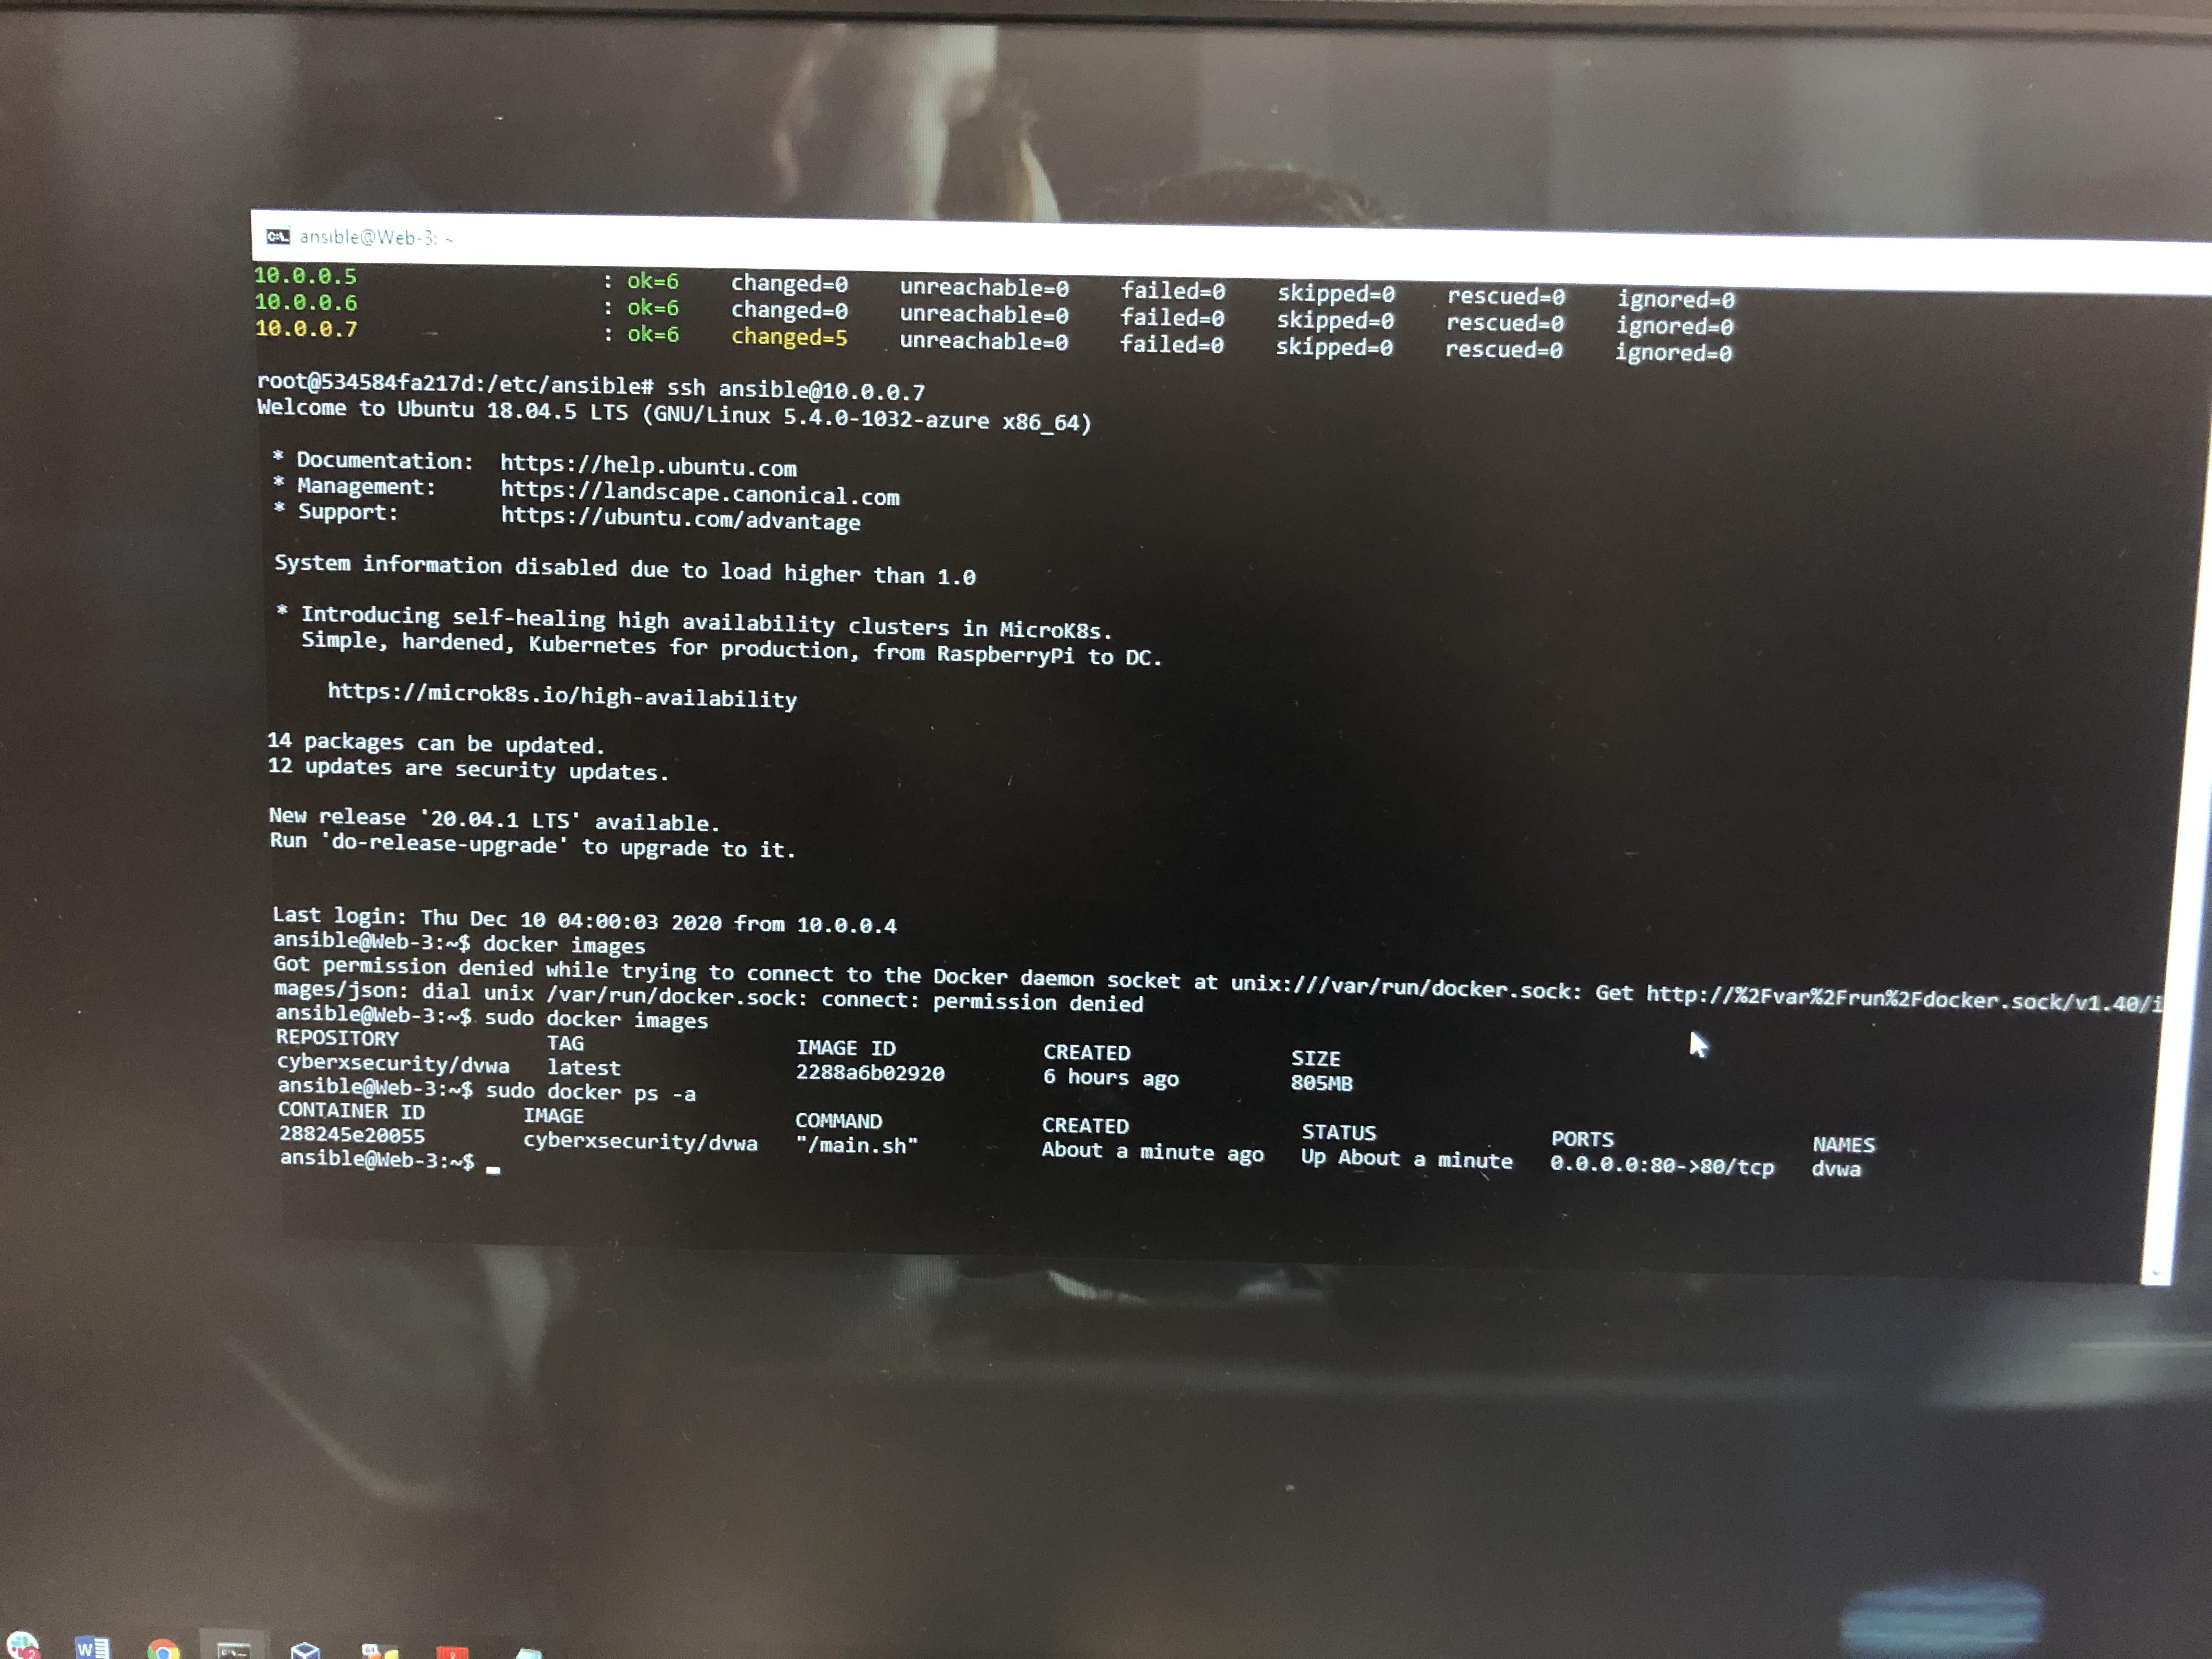 ansible@Web-3: ~
10.0.0.5 : ok=6 changed=0 unreachable=0 failed=0 skipped=0 rescued=0 ignored=0
10.0.0.6 : ok=6 changed=0 unreachable=0 failed=0 skipped=0 rescued=0 ignored=0
10.0.0.7 : ok=6 changed=5 unreachable=0 failed=0 skipped=0 rescued=0 ignored=0
root@534584fa217d:/etc/ansible# ssh ansible@10.0.0.7
Welcome to Ubuntu 18.04.5 LTS (GNU/Linux 5.4.0-1032-azure x86_64)
* Documentation: https://help.ubuntu.com
* Management: https://landscape.canonical.com
* Support: https://ubuntu.com/advantage
System information disabled due to load higher than 1.0
* Introducing self-healing high availability clusters in MicroK8s.
Simple, hardened, Kubernetes for production, from RaspberryPi to DC.
https://microk8s.io/high-availability
14 packages can be updated.
12 updates are security updates.
New release '20.04.1 LTS' available.
Run 'do-release-upgrade' to upgrade to it.
Last login: Thu Dec 10 04:00:03 2020 from 10.0.0.4
ansible@Web-3:~$ docker images
Got permission denied while trying to connect to the Docker daemon socket at unix:///var/run/docker.sock: Get http://%2Fvar%2Frun%2Fdocker.sock/v1.40/i
mages/json: dial unix /var/run/docker.sock: connect: permission denied
ansible@Web-3:~$ sudo docker images
REPOSITORY TAG IMAGE ID CREATED SIZE
cyberxsecurity/dvwa latest 2288a6b02920 6 hours ago 805MB
ansible@Web-3:~$ sudo docker ps -a
CONTAINER ID IMAGE COMMAND CREATED STATUS PORTS NAMES
288245e20055 cyberxsecurity/dvwa "/main.sh" About a minute ago Up About a minute 0.0.0.0:80->80/tcp dvwa
ansible@Web-3:~$